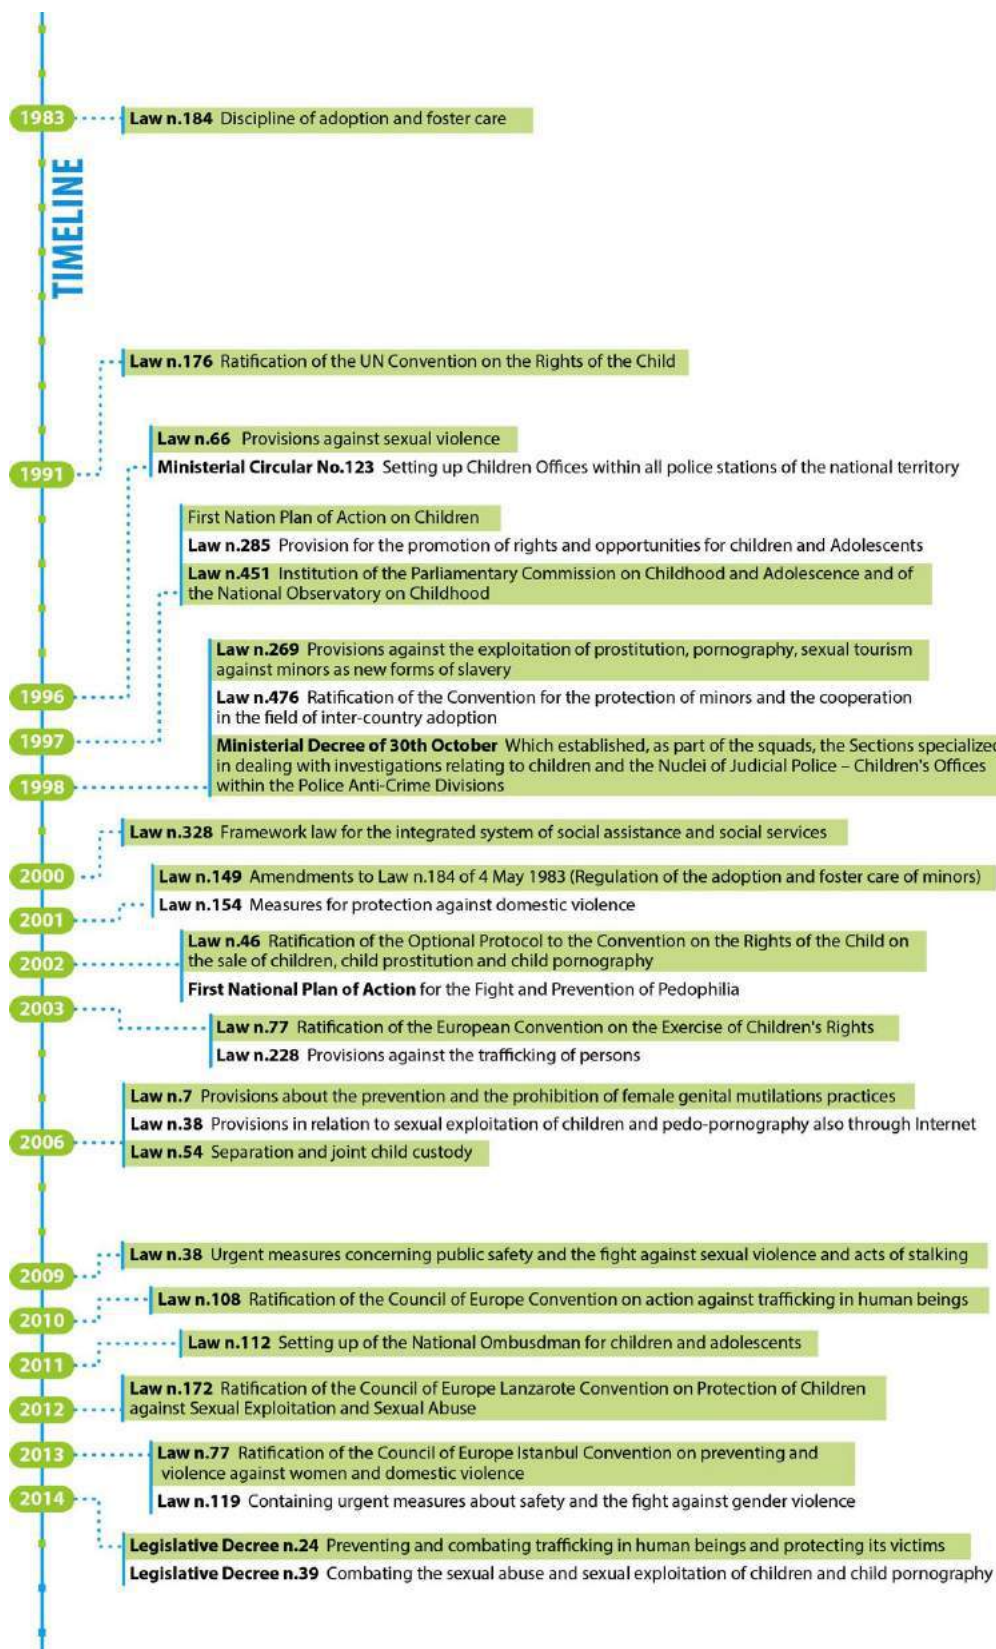 1983
Law n.184 Discipline of adoption and foster care
TIMELINE
Law n.176 Ratification of the UN Convention on the Rights of the Child
1991
Law n.66 Provisions against sexual violence
Ministerial Circular No.123 Setting up Children Offices within all police stations of the national territory
First Nation Plan of Action on Children
Law n.285 Provision for the promotion of rights and opportunities for children and Adolescents
Law n.451 Institution of the Parliamentary Commission on Childhood and Adolescence and of
the National Observatory on Childhood
Law n.269 Provisions against the exploitation of prostitution, pornography, sexual tourism
against minors as new forms of slavery
1996
Law n.476 Ratification of the Convention for the protection of minors and the cooperation
in the field of inter-country adoption
1997
Ministerial Decree of 30th October Which established, as part of the squads, the Sections specialized
in dealing with investigations relating to children and the Nuclei of Judicial Police – Children's Offices
within the Police Anti-Crime Divisions
1998
Law n.328 Framework law for the integrated system of social assistance and social services
2000
Law n.149 Amendments to Law n.184 of 4 May 1983 (Regulation of the adoption and foster care of minors)
Law n.154 Measures for protection against domestic violence
2001
Law n.46 Ratification of the Optional Protocol to the Convention on the Rights of the Child on
the sale of children, child prostitution and child pornography
2002
First National Plan of Action for the Fight and Prevention of Pedophilia
2003
Law n.77 Ratification of the European Convention on the Exercise of Children's Rights
Law n.228 Provisions against the trafficking of persons
Law n.7 Provisions about the prevention and the prohibition of female genital mutilations practices
Law n.38 Provisions in relation to sexual exploitation of children and pedo-pornography also through Internet
2006
Law n.54 Separation and joint child custody
Law n.38 Urgent measures concerning public safety and the fight against sexual violence and acts of stalking
2009
Law n.108 Ratification of the Council of Europe Convention on action against trafficking in human beings
2010
Law n.112 Setting up of the National Ombusdman for children and adolescents
2011
Law n.172 Ratification of the Council of Europe Lanzarote Convention on Protection of Children
against Sexual Exploitation and Sexual Abuse
2012
2013
Law n.77 Ratification of the Council of Europe Istanbul Convention on preventing and
violence against women and domestic violence
Law n.119 Containing urgent measures about safety and the fight against gender violence
2014
Legislative Decree n.24 Preventing and combating trafficking in human beings and protecting its victims
Legislative Decree n.39 Combating the sexual abuse and sexual exploitation of children and child pornography